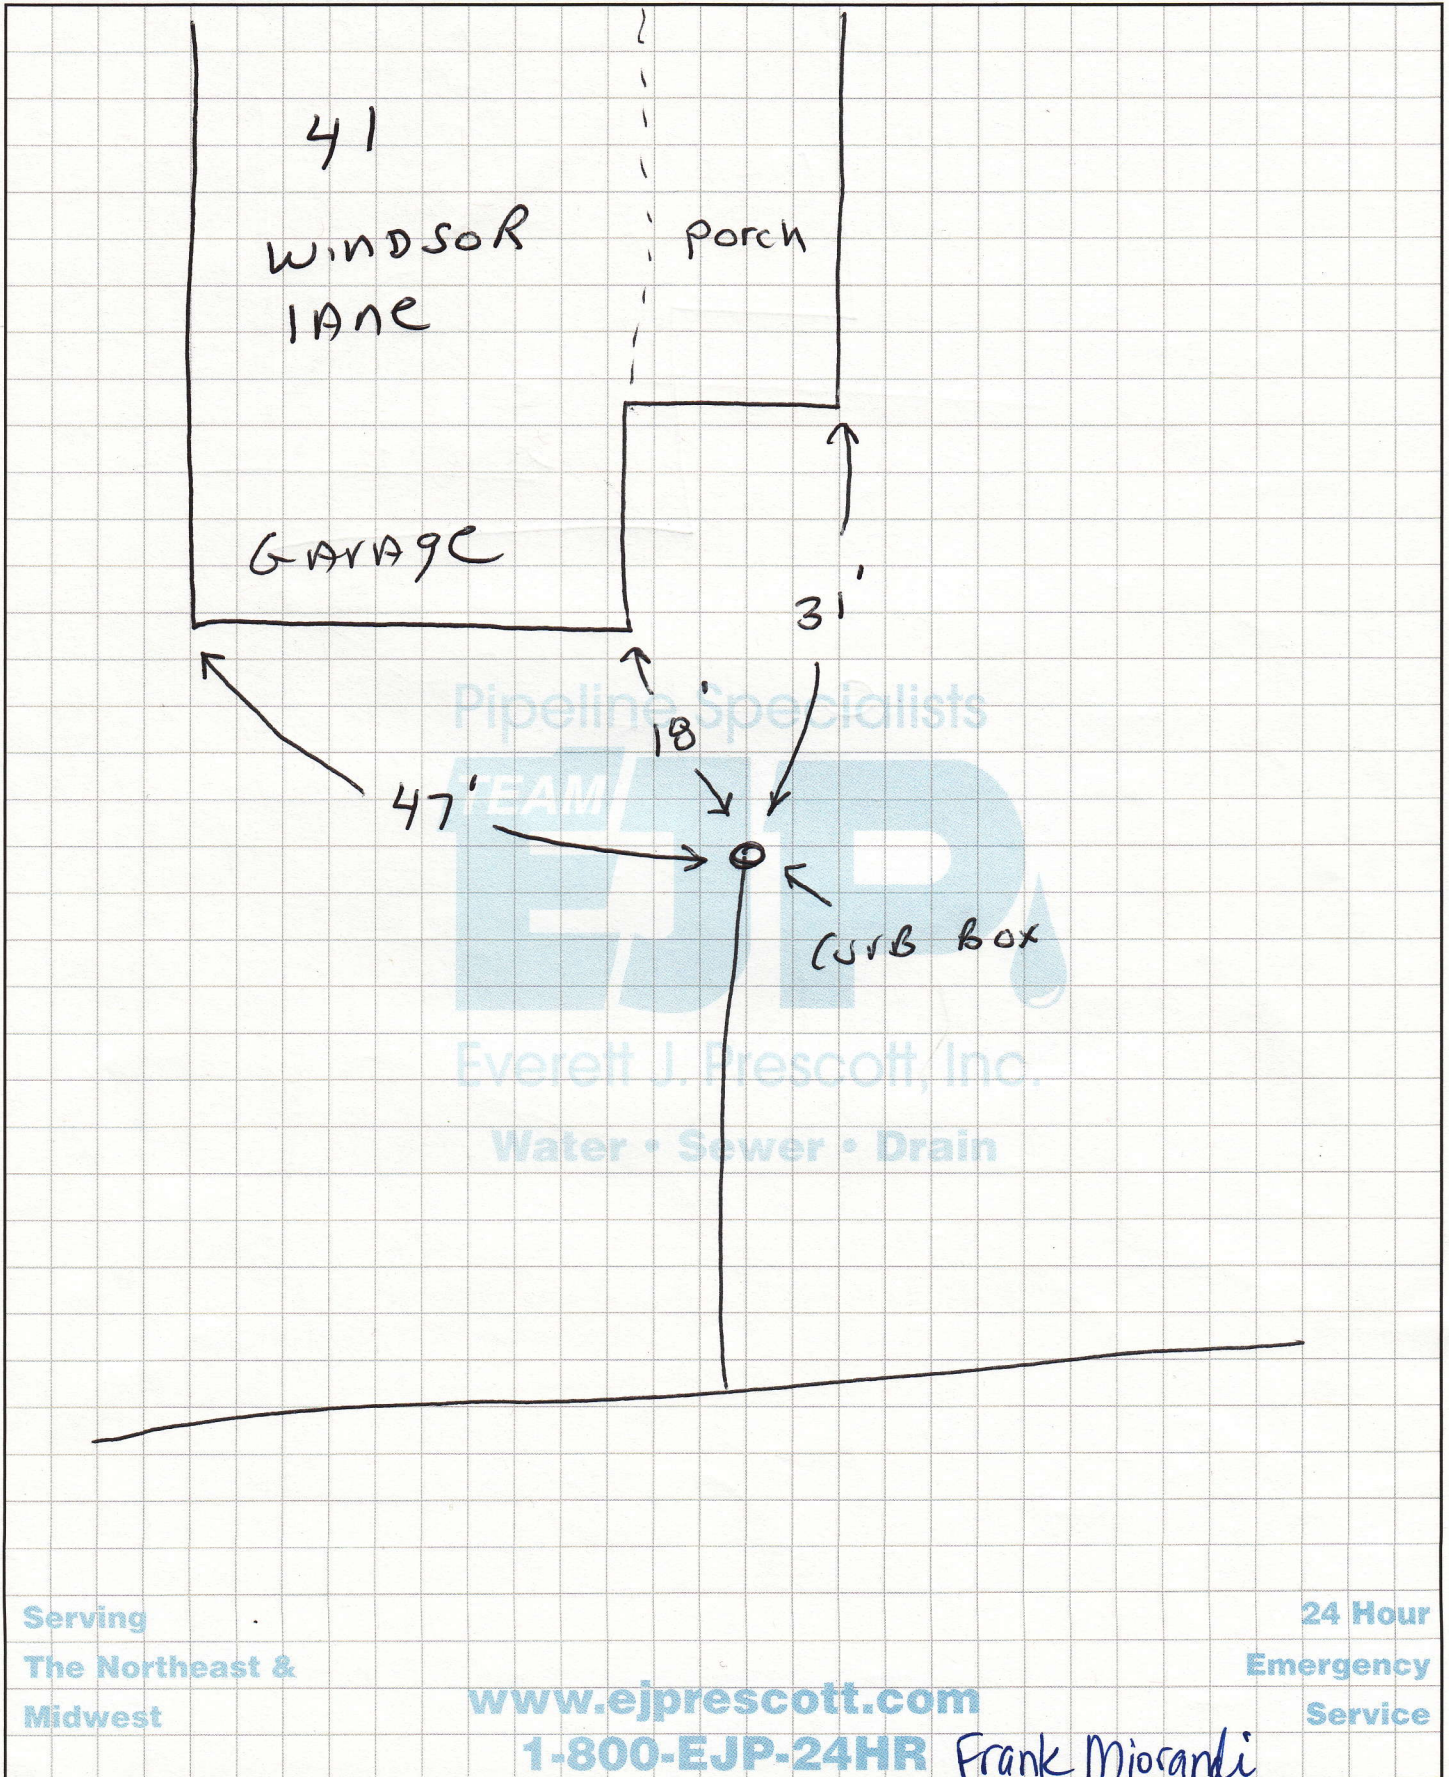 41
WINDSOR
lANe
Porch
GArAge
31'
18'
47'
CurB Box
Pipeline Specialists
TEAM
EJP
Everett J. Prescott, Inc.
Water • Sewer • Drain
Serving
The Northeast &
Midwest
www.ejprescott.com
1-800-EJP-24HR
24 Hour
Emergency
Service
Frank Miorandi